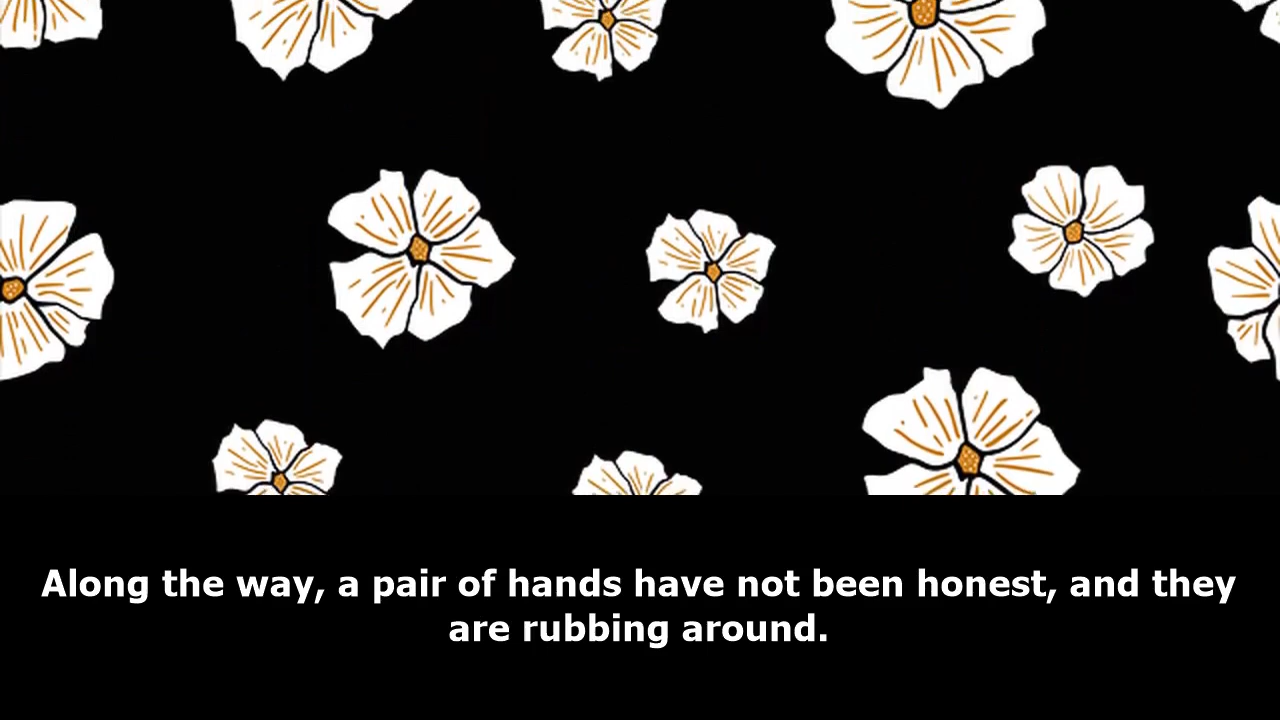 Along the way, a pair of hands have not been honest, and they
are rubbing around.